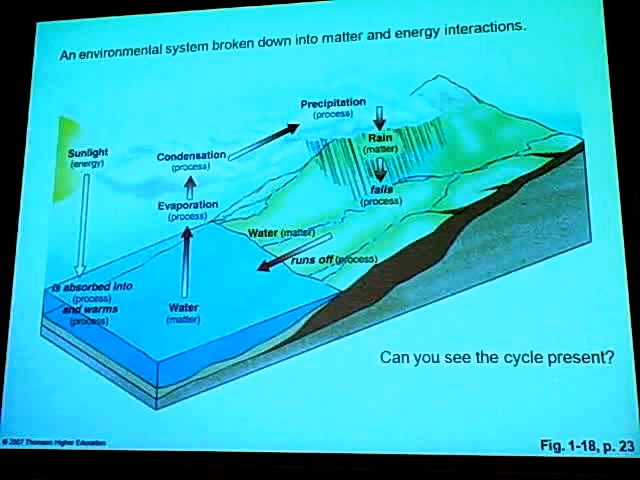 An environmental system broken down into matter and energy interactions.
Precipitation
(process)
Rain
(matter)
falls
(process)
Sunlight
(energy)
Condensation
(process)
Evaporation
(process)
Water (matter)
runs off (process)
is absorbed into
(process)
and warms
(process)
Water
(matter)
Can you see the cycle present?
© 2007 Thomson Higher Education
Fig. 1-18, p. 23